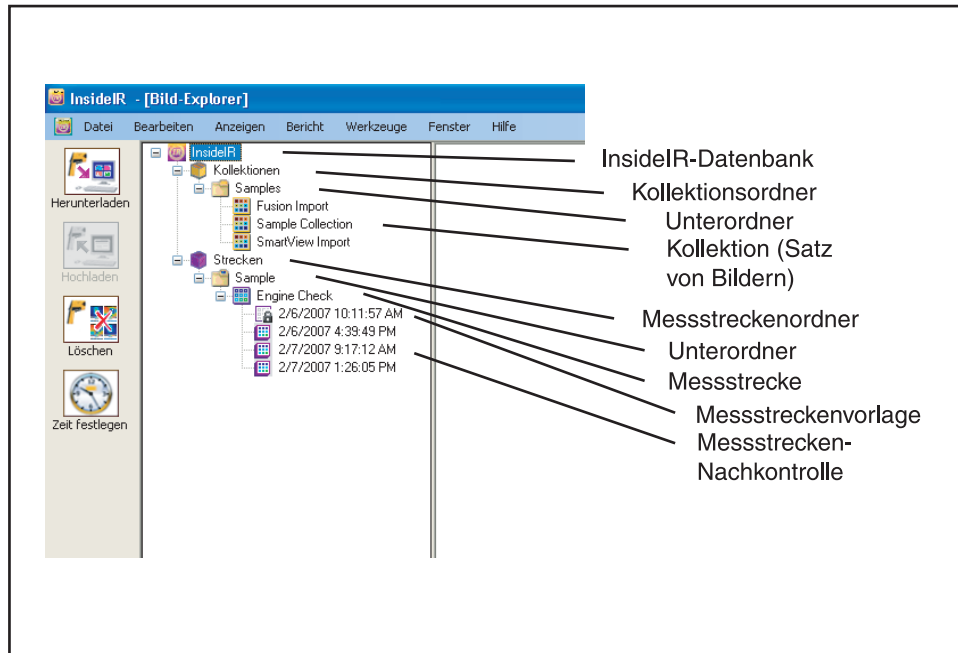 InsideIR - [Bild-Explorer]
Datei Bearbeiten Anzeigen Bericht Werkzeuge Fenster Hilfe
Herunterladen
Hochladen
Löschen
Zeit festlegen
InsideIR
Kollektionen
Samples
Fusion Import
Sample Collection
SmartView Import
Strecken
Sample
Engine Check
2/6/2007 10:11:57 AM
2/6/2007 4:39:49 PM
2/7/2007 9:17:12 AM
2/7/2007 1:26:05 PM
InsideIR-Datenbank
Kollektionsordner
Unterordner
Kollektion (Satz
von Bildern)
Messstreckenordner
Unterordner
Messstrecke
Messstreckenvorlage
Messstrecken-
Nachkontrolle